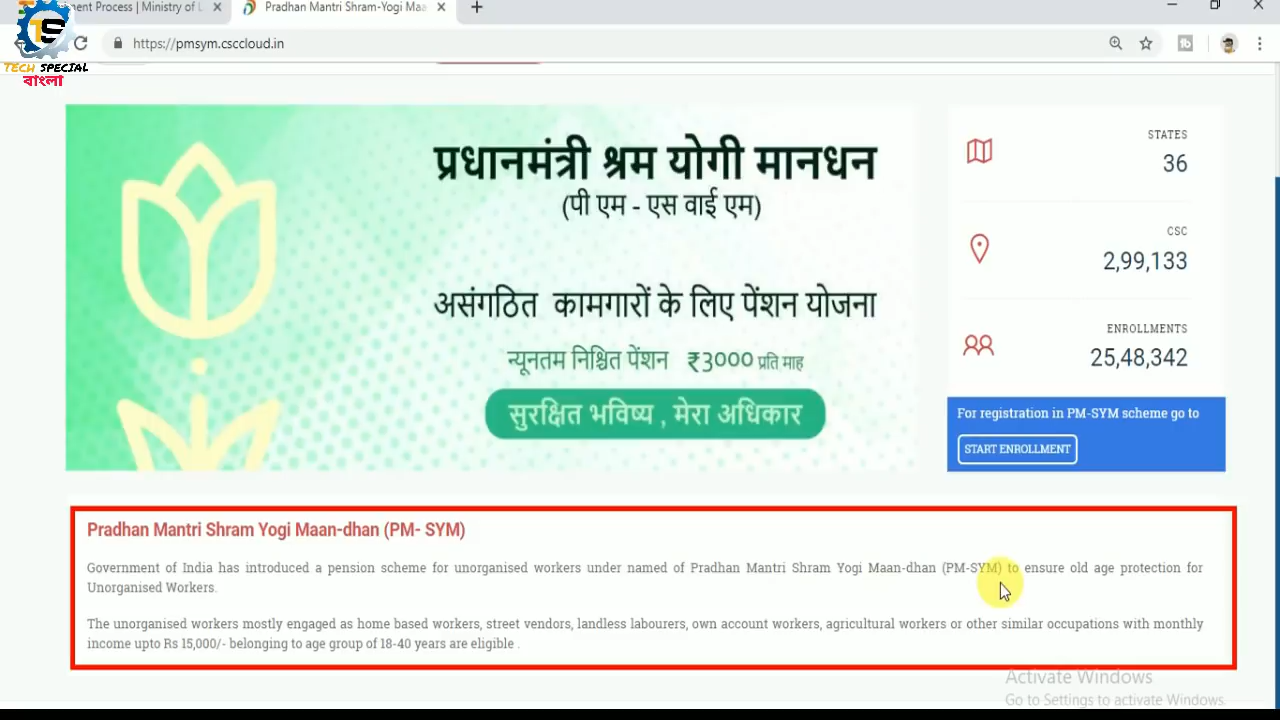 nent Process | Ministry of L
Pradhan Mantri Shram-Yogi Maa
https://pmsym.csccloud.in
TS
TECH SPECIAL
বাংলা
प्रधानमंत्री श्रम योगी मानधन
(पी एम - एस वाई एम)
असंगठित कामगारों के लिए पेंशन योजना
न्यूनतम निश्चित पेंशन ₹3000 प्रति माह
सुरक्षित भविष्य , मेरा अधिकार
STATES
36
CSC
2,99,133
ENROLLMENTS
25,48,342
For registration in PM-SYM scheme go to
START ENROLLMENT
Pradhan Mantri Shram Yogi Maan-dhan (PM- SYM)
Government of India has introduced a pension scheme for unorganised workers under named of Pradhan Mantri Shram Yogi Maan-dhan (PM-SYM) to ensure old age protection for
Unorganised Workers.
The unorganised workers mostly engaged as home based workers, street vendors, landless labourers, own account workers, agricultural workers or other similar occupations with monthly
income upto Rs 15,000/- belonging to age group of 18-40 years are eligible .
Activate Windows
Go to Settings to activate Windows.